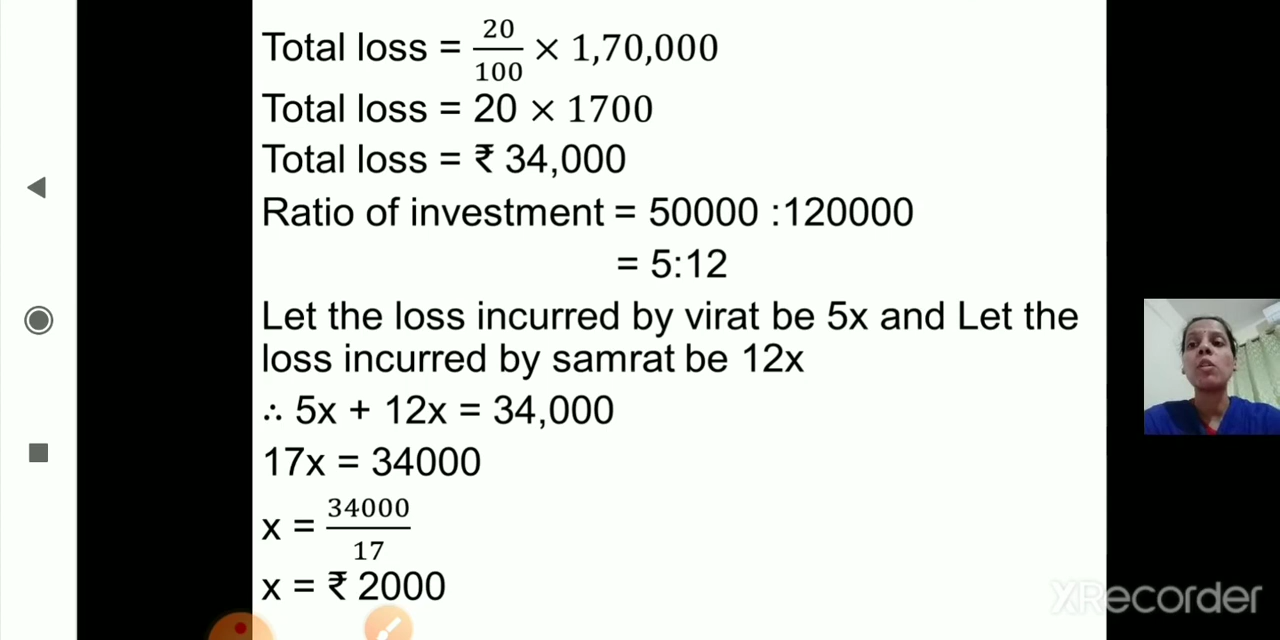 Total loss = 20/100 × 1,70,000
Total loss = 20 × 1700
Total loss = ₹ 34,000
Ratio of investment = 50000 :120000
= 5:12
Let the loss incurred by virat be 5x and Let the
loss incurred by samrat be 12x
∴ 5x + 12x = 34,000
17x = 34000
x = 34000/17
x = ₹ 2000
XRecorder